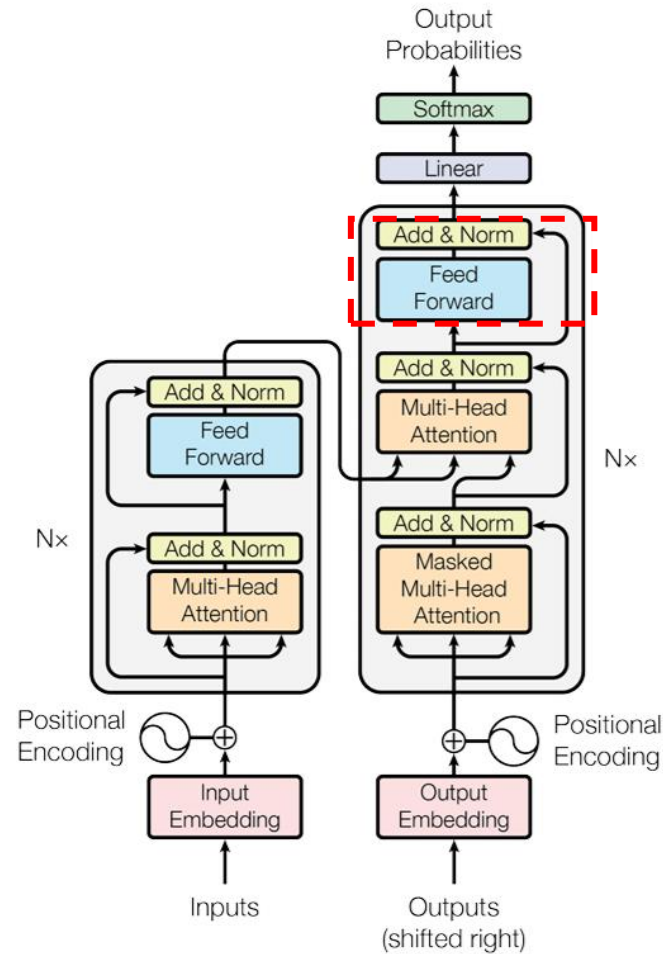 Output
Probabilities
Softmax
Linear
Add & Norm
Feed
Forward
Add & Norm
Multi-Head
Attention
Add & Norm
Masked
Multi-Head
Attention
Nx
Add & Norm
Feed
Forward
Add & Norm
Multi-Head
Attention
Nx
Positional
Encoding
Positional
Encoding
Input
Embedding
Output
Embedding
Inputs
Outputs
(shifted right)